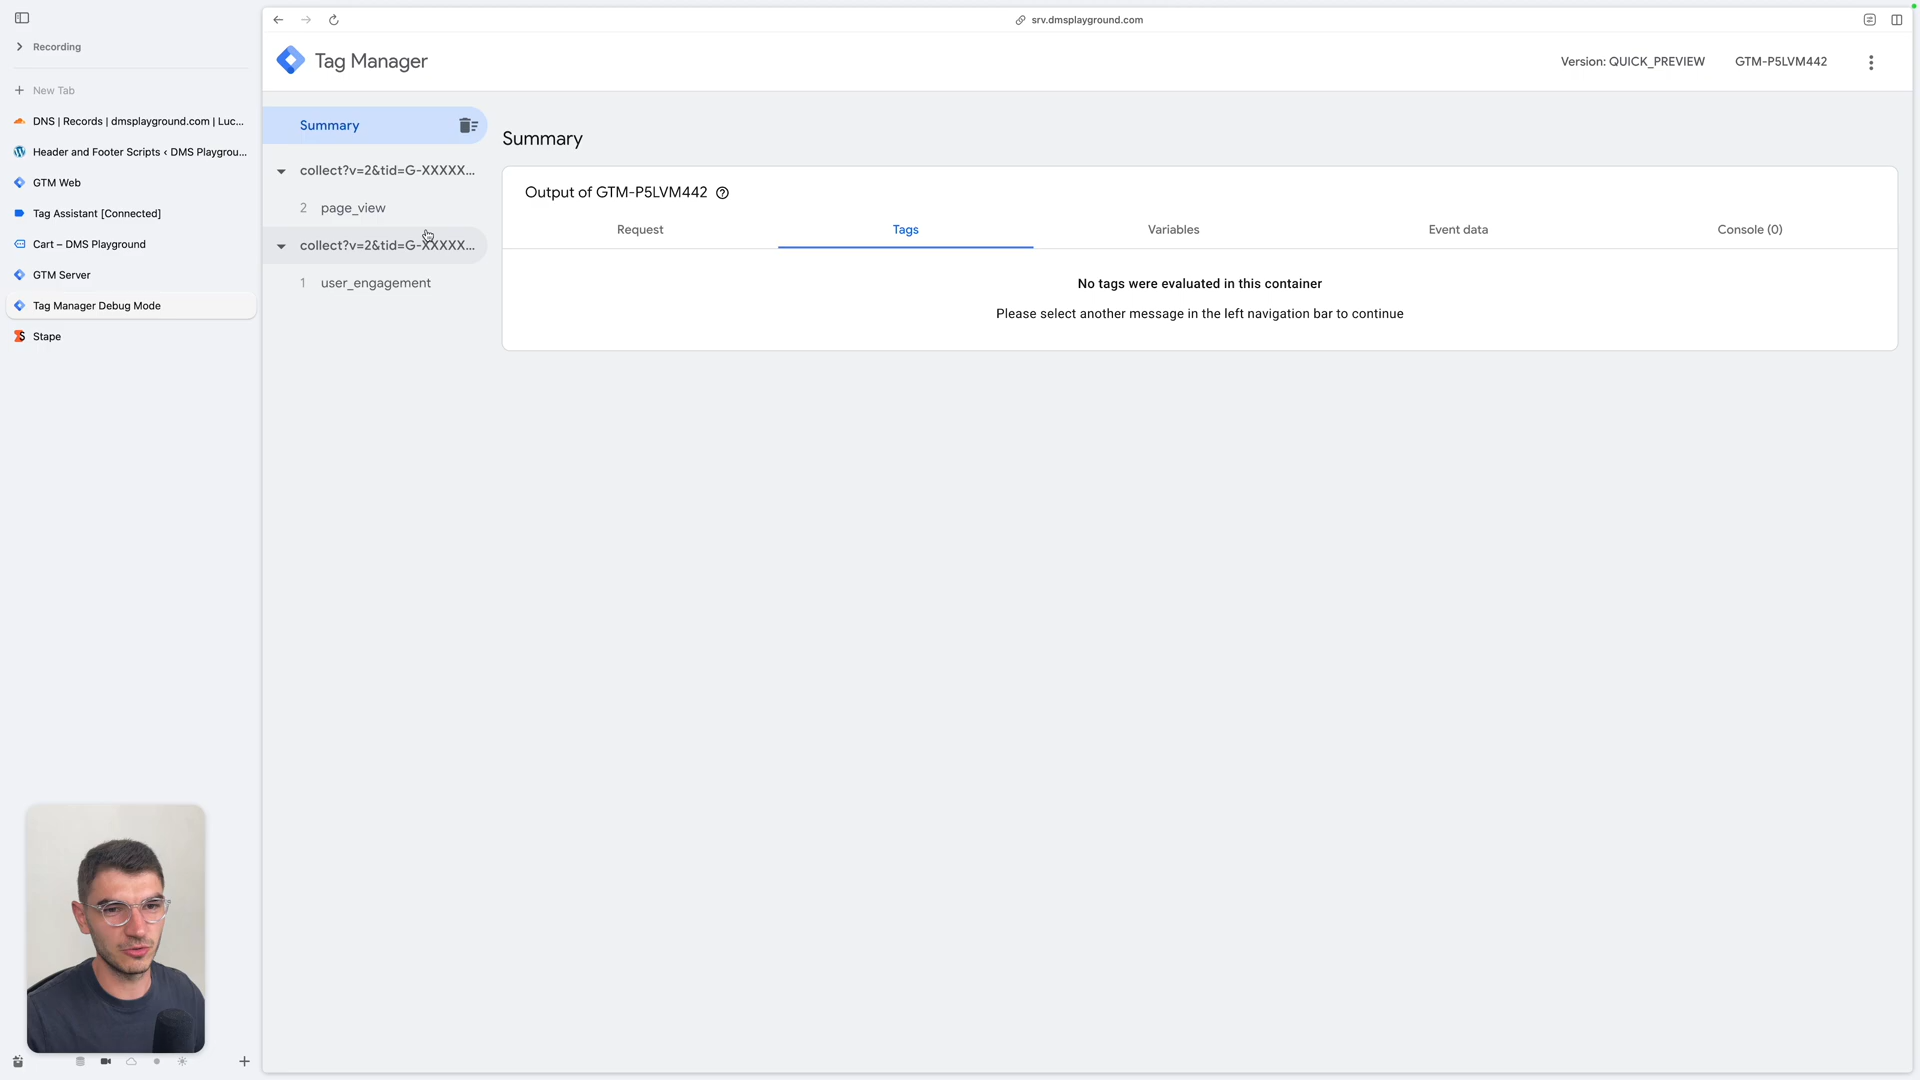 srv.dmsplayground.com
Recording
New Tab
DNS | Records | dmsplayground.com | Luc...
Header and Footer Scripts ‹ DMS Playgrou...
GTM Web
Tag Assistant [Connected]
Cart – DMS Playground
GTM Server
Tag Manager Debug Mode
Stape
Tag Manager
Version: QUICK_PREVIEW
GTM-P5LVM442
Summary
collect?v=2&tid=G-XXXXX...
2 page_view
collect?v=2&tid=G-XXXXX...
1 user_engagement
Summary
Output of GTM-P5LVM442
Request
Tags
Variables
Event data
Console (0)
No tags were evaluated in this container
Please select another message in the left navigation bar to continue